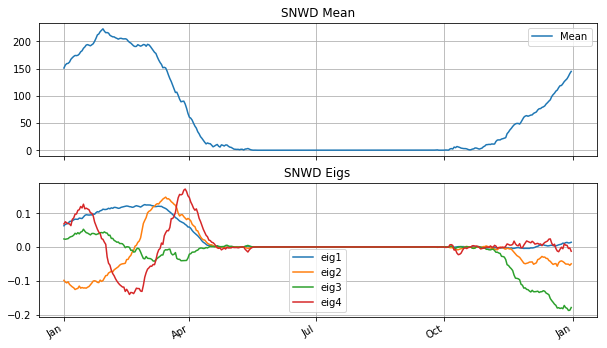 SNWD Mean
200
150
100
50
0
Mean
SNWD Eigs
0.1
0.0
−0.1
−0.2
eig1
eig2
eig3
eig4
Jan Apr Jul Oct Jan